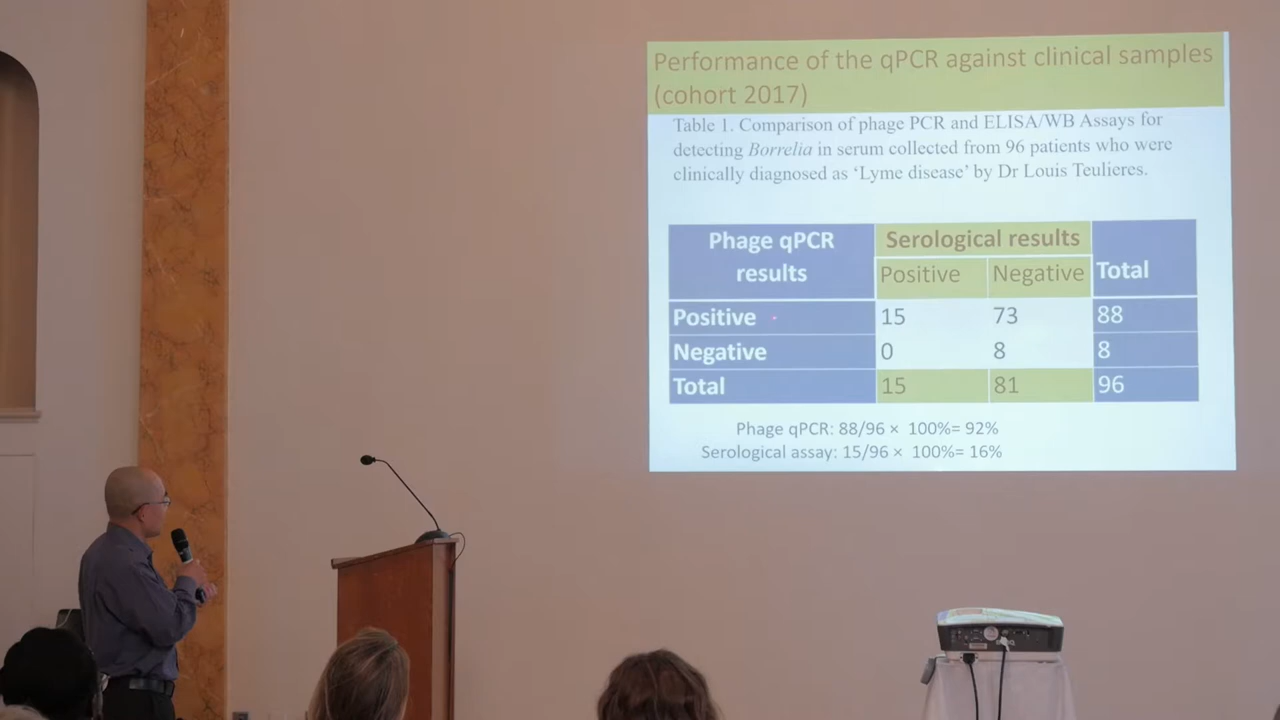 Performance of the qPCR against clinical samples
(cohort 2017)
Table 1. Comparison of phage PCR and ELISA/WB Assays for
detecting Borrelia in serum collected from 96 patients who were
clinically diagnosed as ‘Lyme disease’ by Dr Louis Teulieres.
Phage qPCR results Serological results Total
Positive Negative
Positive 15 73 88
Negative 0 8 8
Total 15 81 96
Phage qPCR: 88/96 × 100%= 92%
Serological assay: 15/96 × 100%= 16%